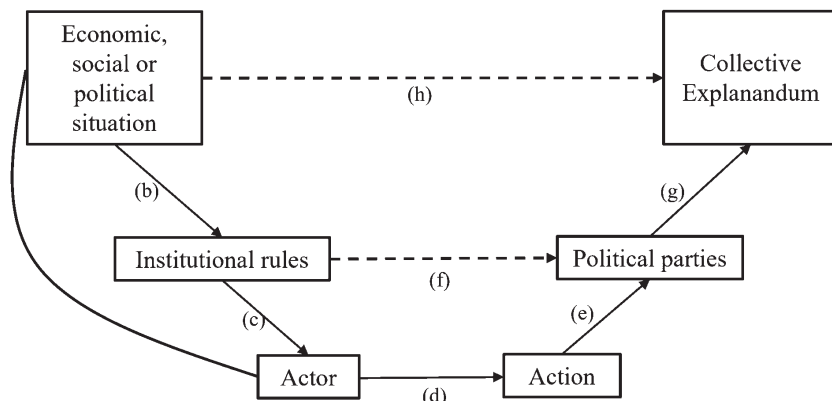 Economic,
social or
political
situation
Collective
Explanandum
(h)
(b)
(g)
Institutional rules
Political parties
(f)
(c)
(e)
Actor
Action
(d)